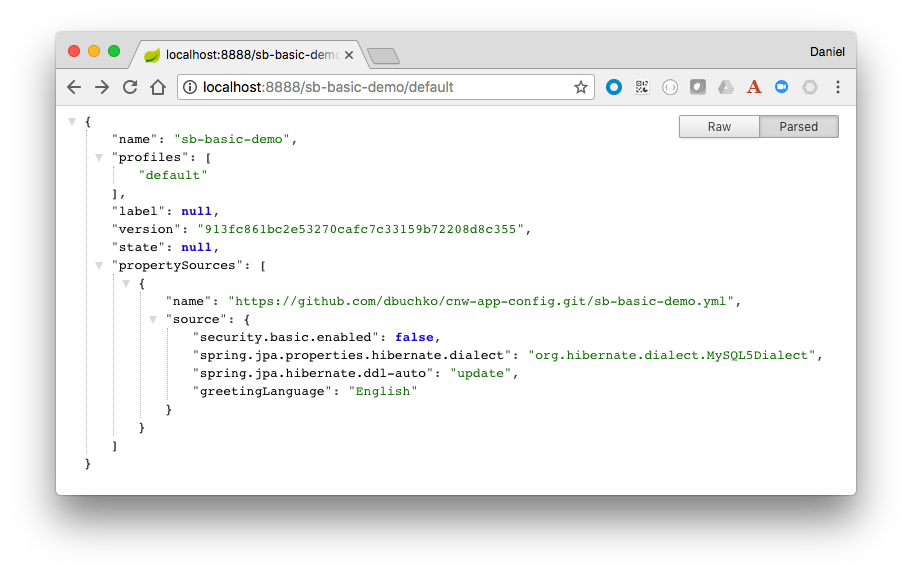 localhost:8888/sb-basic-demo
Daniel
localhost:8888/sb-basic-demo/default
Raw
Parsed
{
"name": "sb-basic-demo",
"profiles": [
"default"
],
"label": null,
"version": "913fc861bc2e53270cafc7c33159b72208d8c355",
"state": null,
"propertySources": [
{
"name": "https://github.com/dbuchko/cnw-app-config.git/sb-basic-demo.yml",
"source": {
"security.basic.enabled": false,
"spring.jpa.properties.hibernate.dialect": "org.hibernate.dialect.MySQL5Dialect",
"spring.jpa.hibernate.ddl-auto": "update",
"greetingLanguage": "English"
}
}
]
}